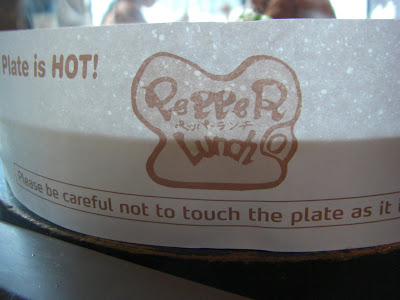 Plate is HOT!
PePPeR
ペッパーランチ
Lunch
Please be careful not to touch the plate as it i